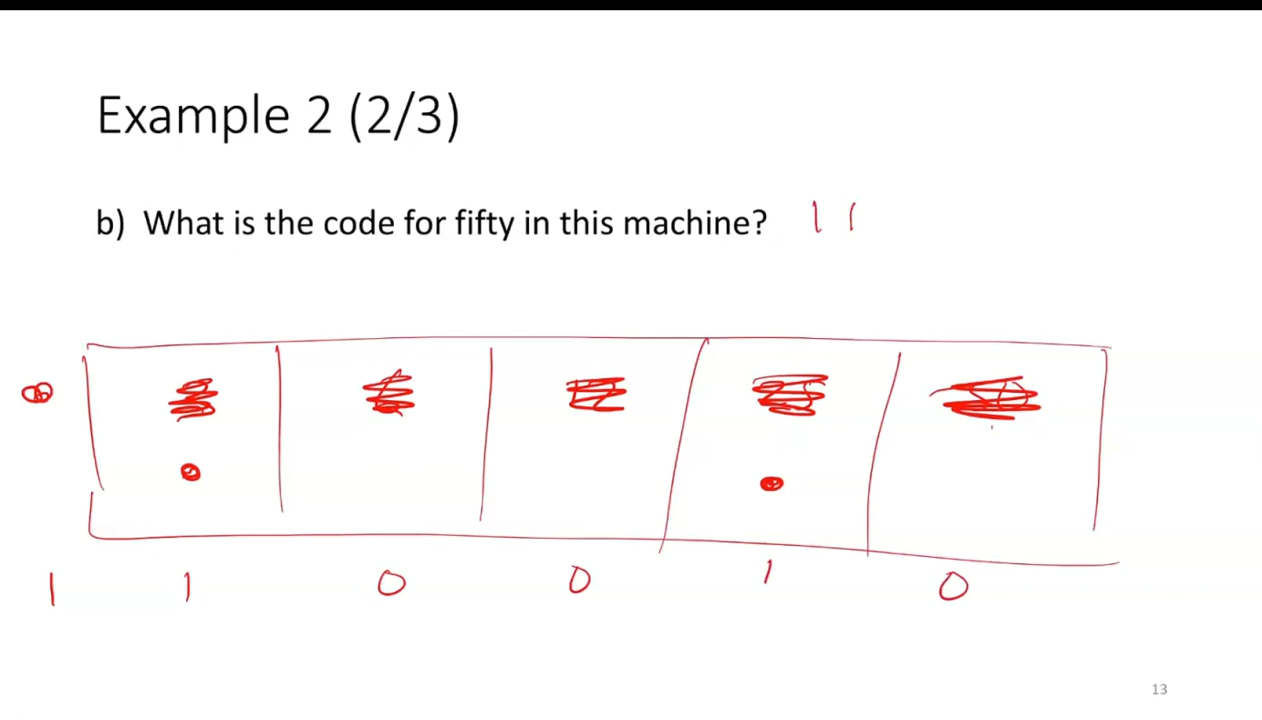 Example 2 (2/3)
b) What is the code for fifty in this machine? 1 1
1 1 0 0 1 0
13